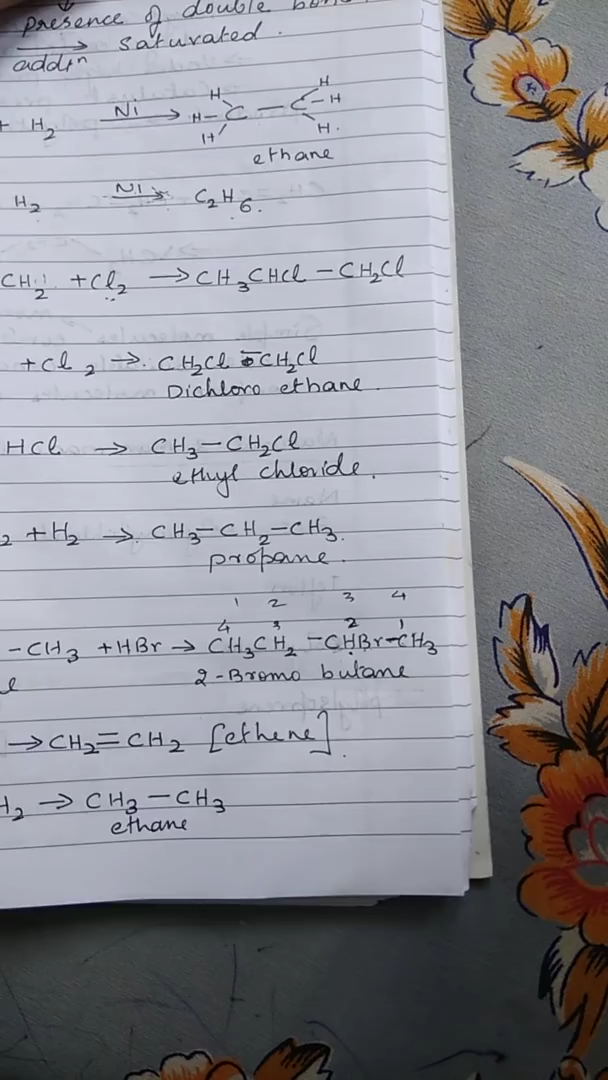 presence of double bond
addⁿ → saturated.
+ H₂ Ni → H H– H C – C H –H H.
ethane
H₂ Ni → C₂H₆.
CH₂ + Cl₂ → CH₃CHCl – CH₂Cl
+ Cl₂ → CH₂Cl – CH₂Cl
Dichloro ethane.
HCl → CH₃ – CH₂Cl
ethyl chloride.
₂ + H₂ → CH₃–CH₂–CH₃.
propane.
1 2 3 4
4 3 2 1
– CH₃ + HBr → CH₃CH₂ – CHBr – CH₃
e 2-Bromo butane
→ CH₂=CH₂ [ethene].
H₂ → CH₃ – CH₃
ethane